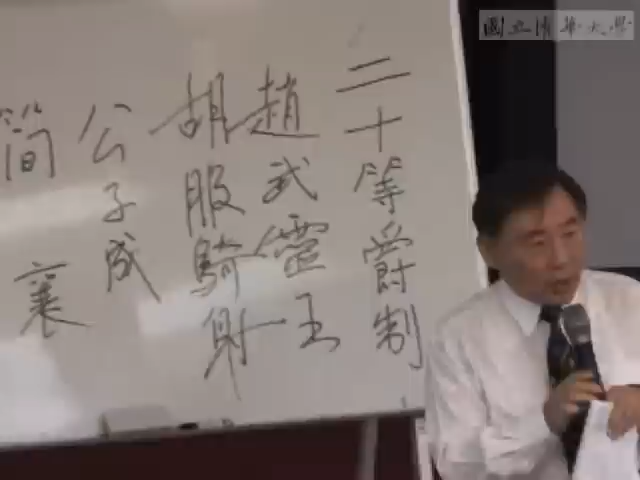 國立清華大學
二十等爵制
趙武靈王
胡服騎射
公子成
简襄